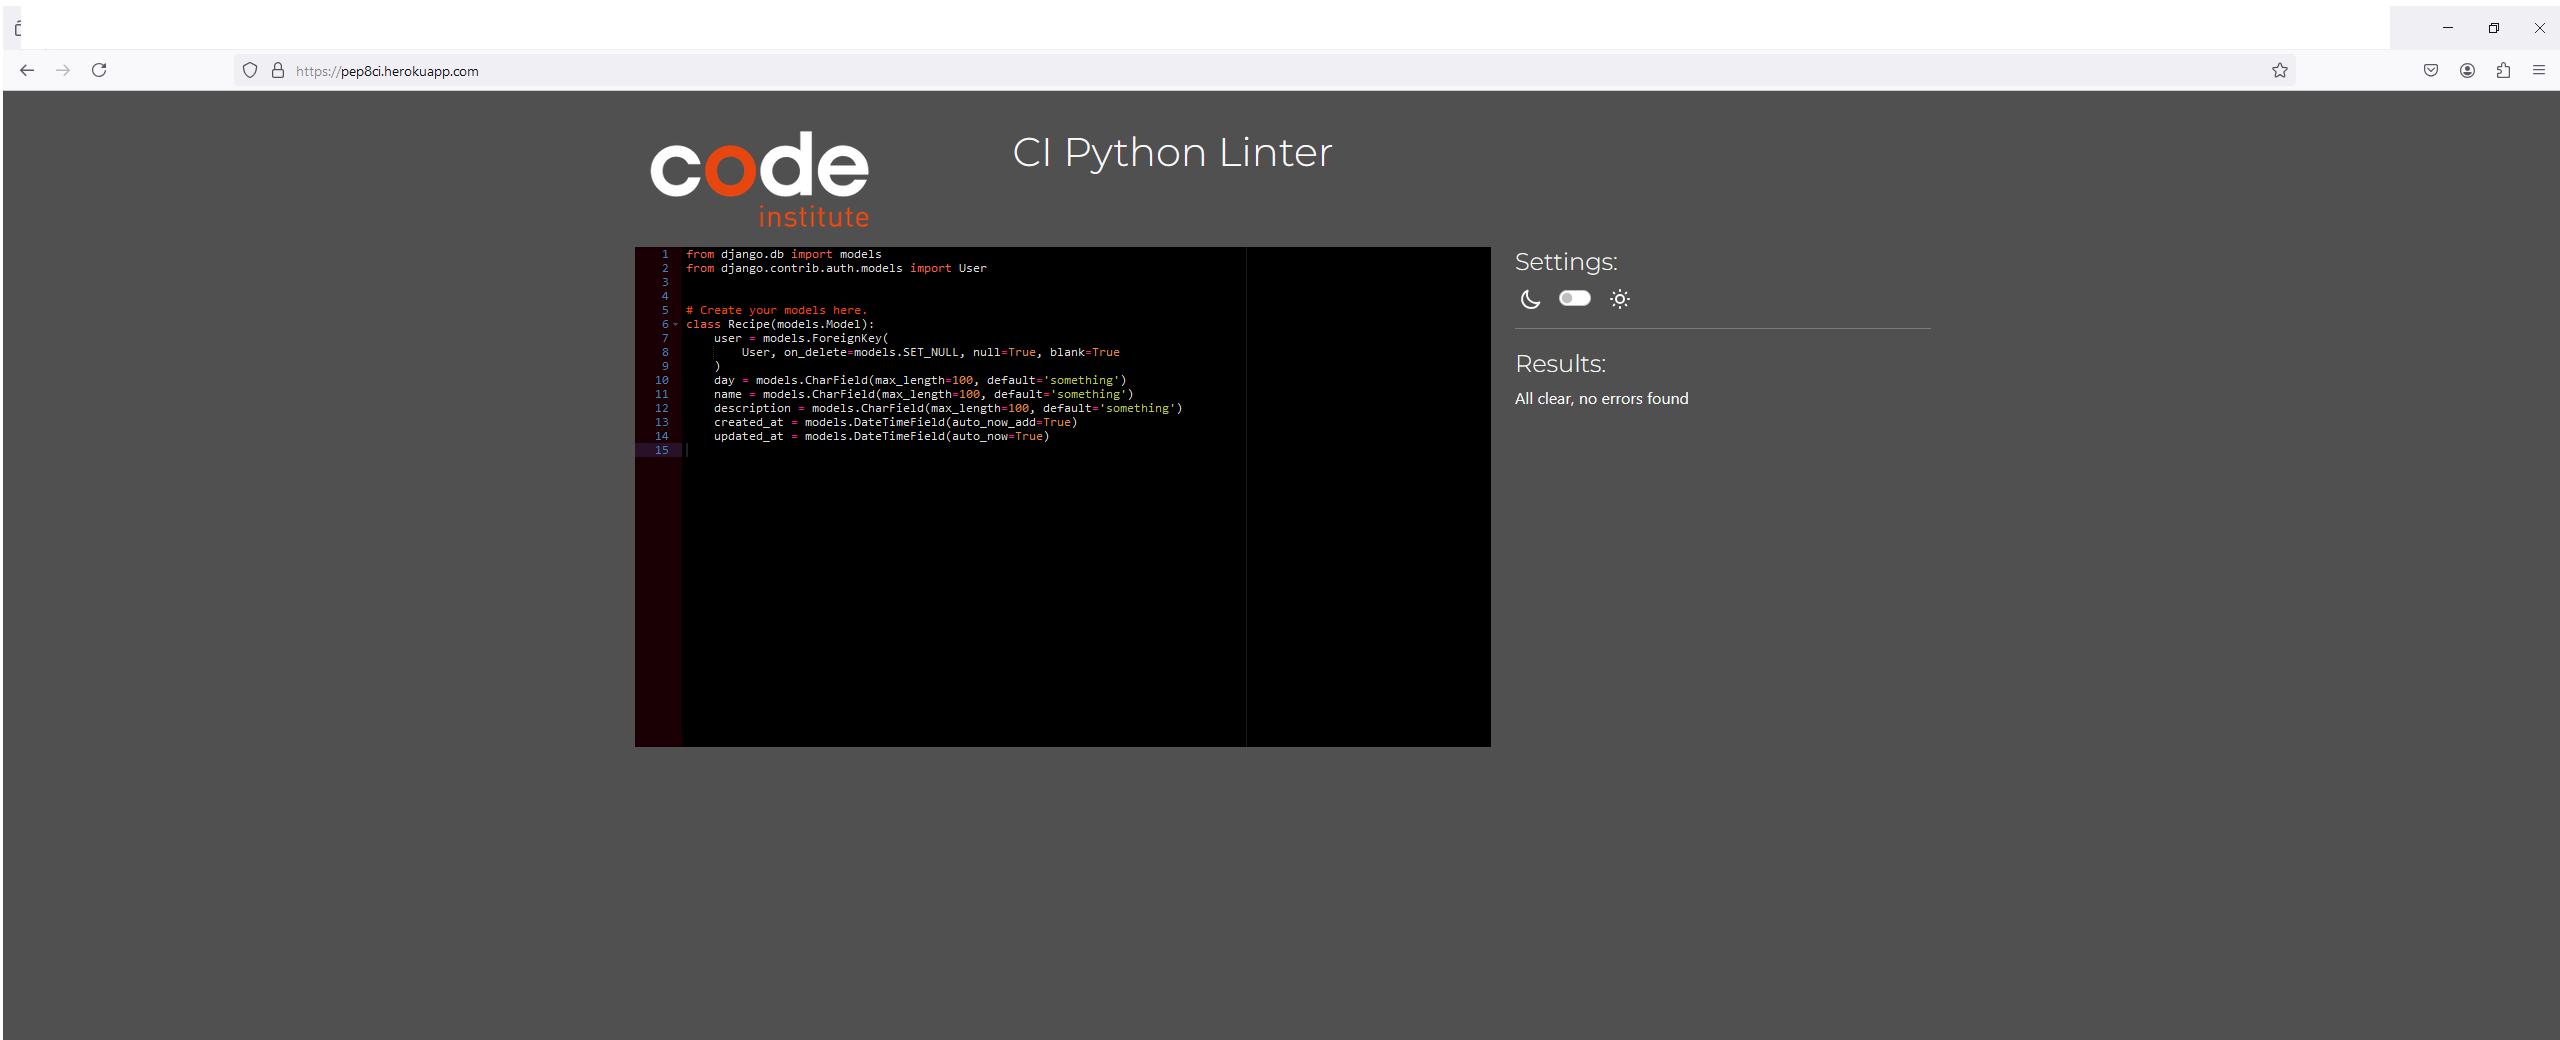 https://pep8ci.herokuapp.com
code
institute
CI Python Linter
1 from django.db import models
2 from django.contrib.auth.models import User
3
4
5 # Create your models here.
6 class Recipe(models.Model):
7     user = models.ForeignKey(
8         User, on_delete=models.SET_NULL, null=True, blank=True
9     )
10     day = models.CharField(max_length=100, default='something')
11     name = models.CharField(max_length=100, default='something')
12     description = models.CharField(max_length=100, default='something')
13     created_at = models.DateTimeField(auto_now_add=True)
14     updated_at = models.DateTimeField(auto_now=True)
15
Settings:
Results:
All clear, no errors found